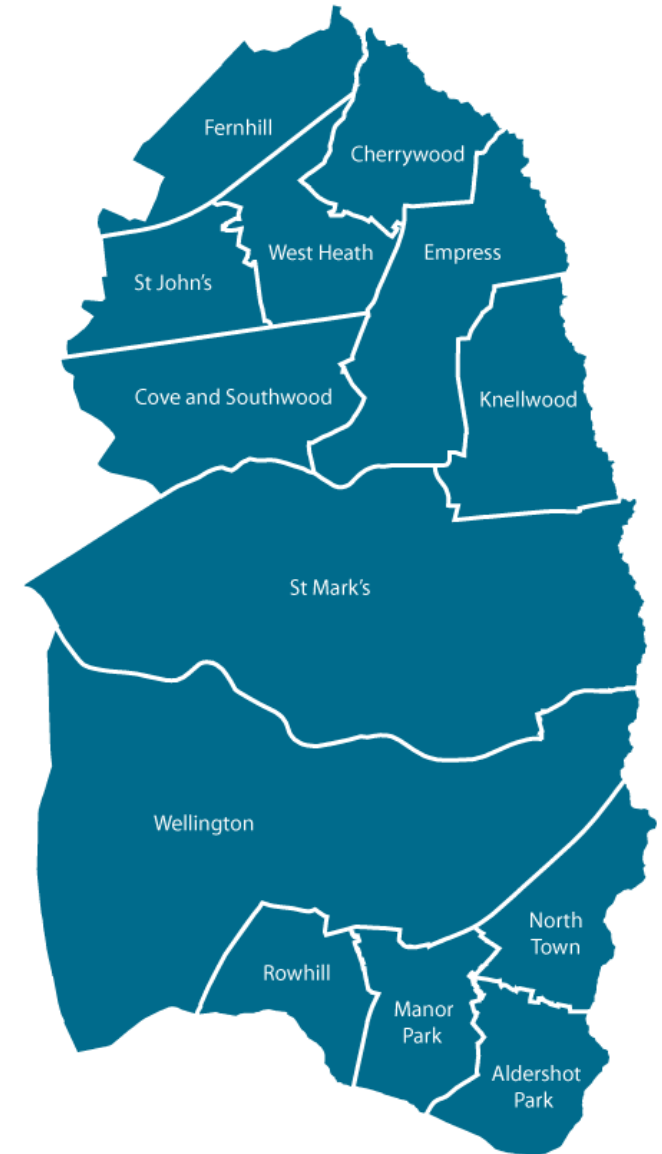 Fernhill
Cherrywood
West Heath
Empress
St John's
Cove and Southwood
Knellwood
St Mark's
Wellington
North
Town
Rowhill
Manor
Park
Aldershot
Park